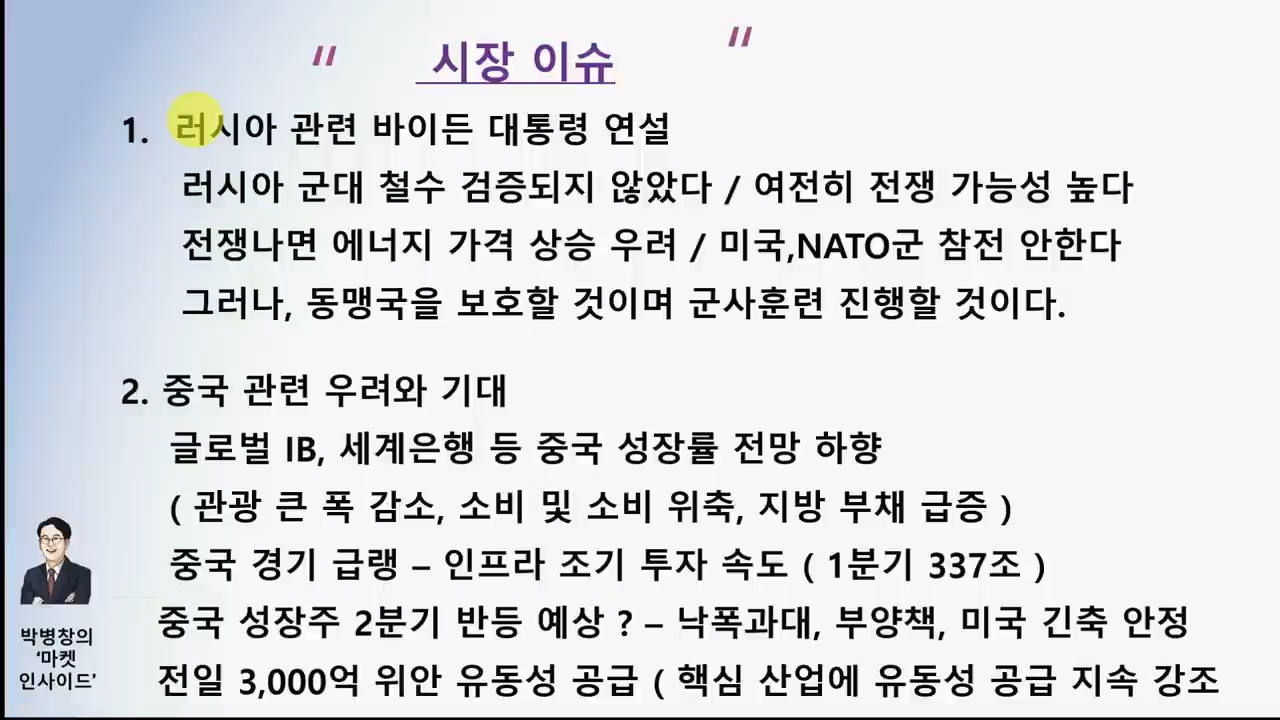 " 시장 이슈 "
1. 러시아 관련 바이든 대통령 연설
러시아 군대 철수 검증되지 않았다 / 여전히 전쟁 가능성 높다
전쟁나면 에너지 가격 상승 우려 / 미국,NATO군 참전 안한다
그러나, 동맹국을 보호할 것이며 군사훈련 진행할 것이다.
2. 중국 관련 우려와 기대
글로벌 IB, 세계은행 등 중국 성장률 전망 하향
( 관광 큰 폭 감소, 소비 및 소비 위축, 지방 부채 급증 )
중국 경기 급랭 – 인프라 조기 투자 속도 ( 1분기 337조 )
중국 성장주 2분기 반등 예상 ? – 낙폭과대, 부양책, 미국 긴축 안정
전일 3,000억 위안 유동성 공급 ( 핵심 산업에 유동성 공급 지속 강조
박병창의
‘마켓
인사이드’